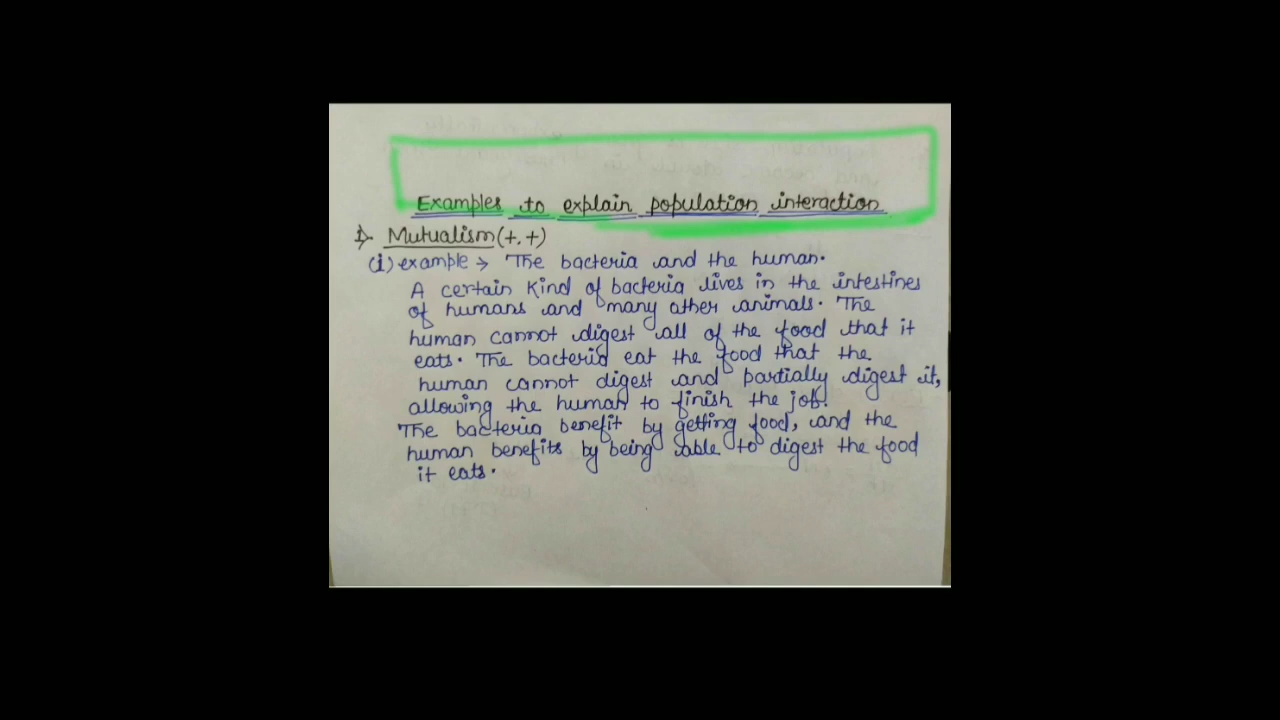 Examples to explain population interaction
1). Mutualism (+,+)
(i) example → The bacteria and the human.
A certain kind of bacteria lives in the intestines
of humans and many other animals. The
human cannot digest all of the food that it
eats. The bacteria eat the food that the
human cannot digest and partially digest it,
allowing the human to finish the job.
The bacteria benefit by getting food, and the
human benefits by being able to digest the food
it eats.